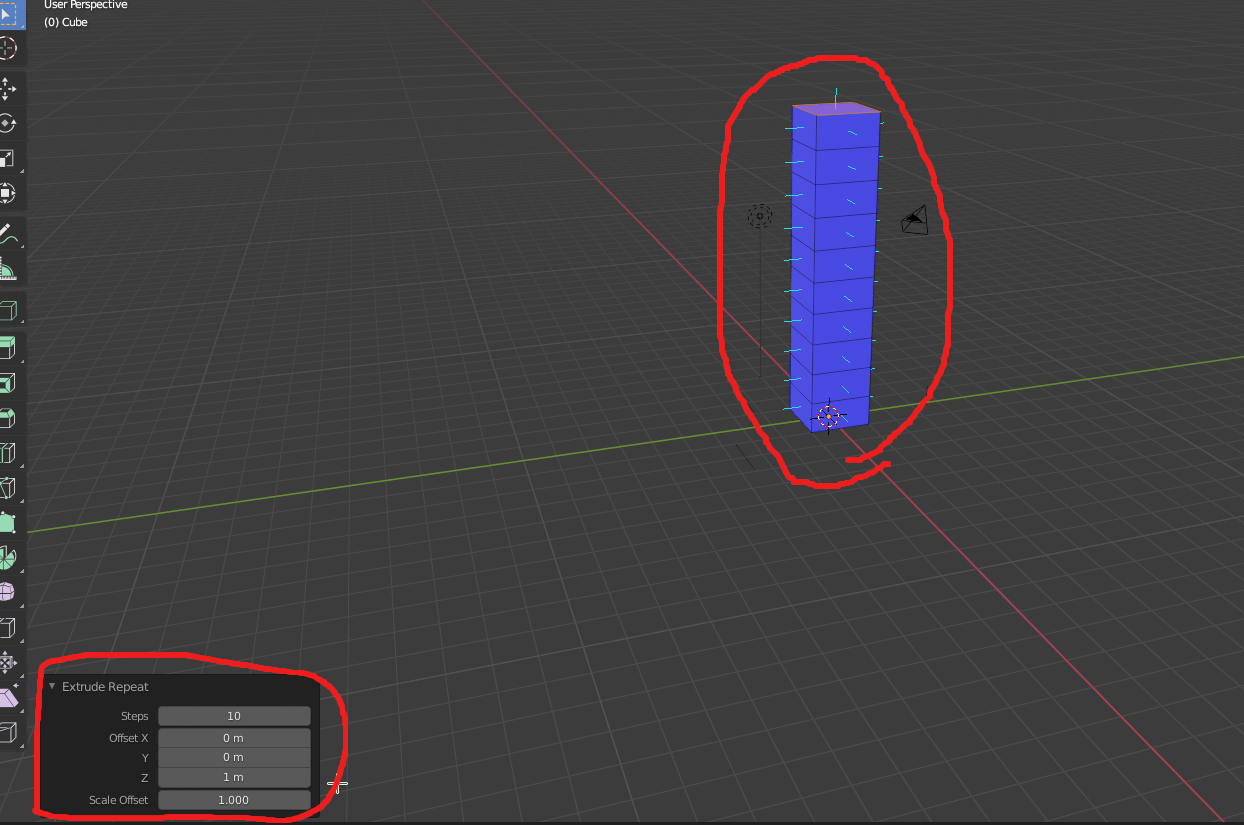 User Perspective
(0) Cube
Extrude Repeat
Steps 10
Offset X 0 m
Y 0 m
Z 1 m
Scale Offset 1.000